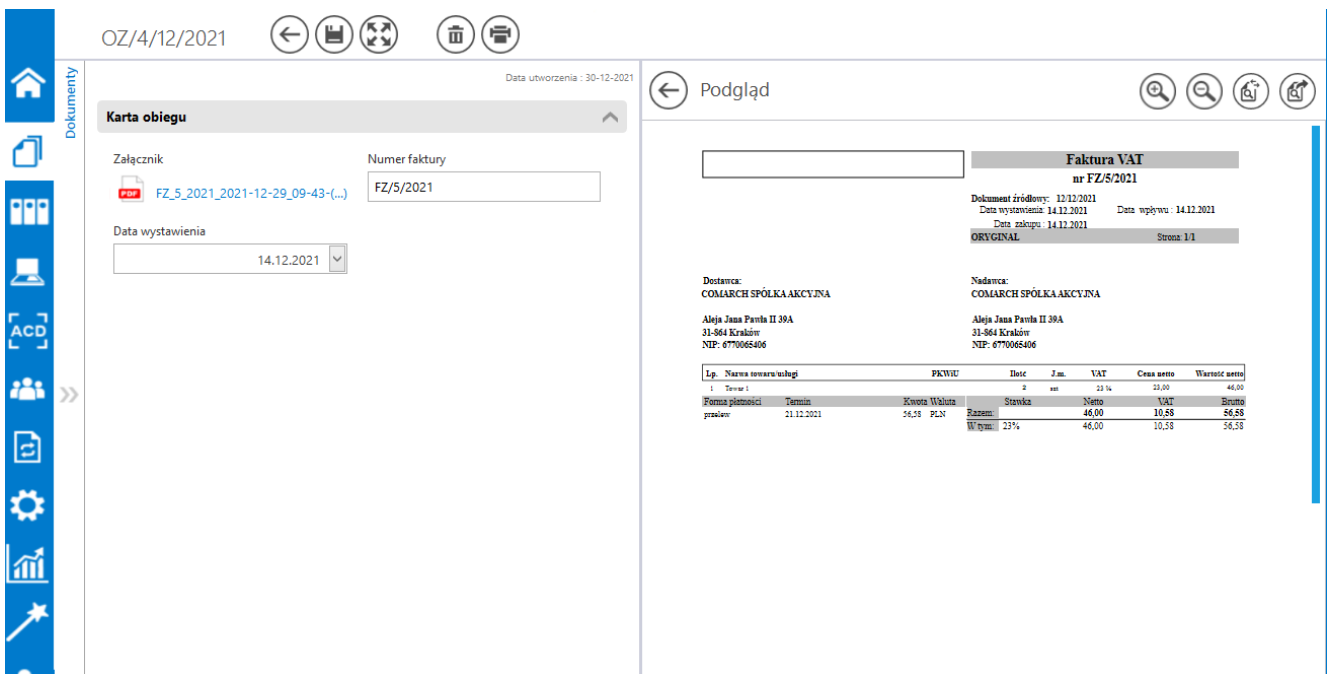 OZ/4/12/2021
Dokumenty
ACD
Data utworzenia : 30-12-2021
Karta obiegu
Załącznik
Numer faktury
PDF FZ_5_2021_2021-12-29_09-43-(...)
FZ/5/2021
Data wystawienia
14.12.2021
Podgląd
Faktura VAT
nr FZ/5/2021
Dokument źródłowy: 12/12/2021
Data wystawienia: 14.12.2021 Data wpływu : 14.12.2021
Data zakupu : 14.12.2021
ORYGINAL Strona: 1/1
Dostawca: Nadawca:
COMARCH SPÓŁKA AKCYJNA COMARCH SPÓŁKA AKCYJNA
Aleja Jana Pawła II 39A Aleja Jana Pawła II 39A
31-864 Kraków 31-864 Kraków
NIP: 6770065406 NIP: 6770065406
Lp. Nazwa towaru/usługi PKWiU Ilość J.m. VAT Cena netto Wartość netto
1 Towar 1 2 szt 23 % 23,00 46,00
Forma płatności Termin Kwota Waluta Stawka Netto VAT Brutto
przelew 21.12.2021 56,58 PLN Razem: 46,00 10,58 56,58
W tym: 23% 46,00 10,58 56,58